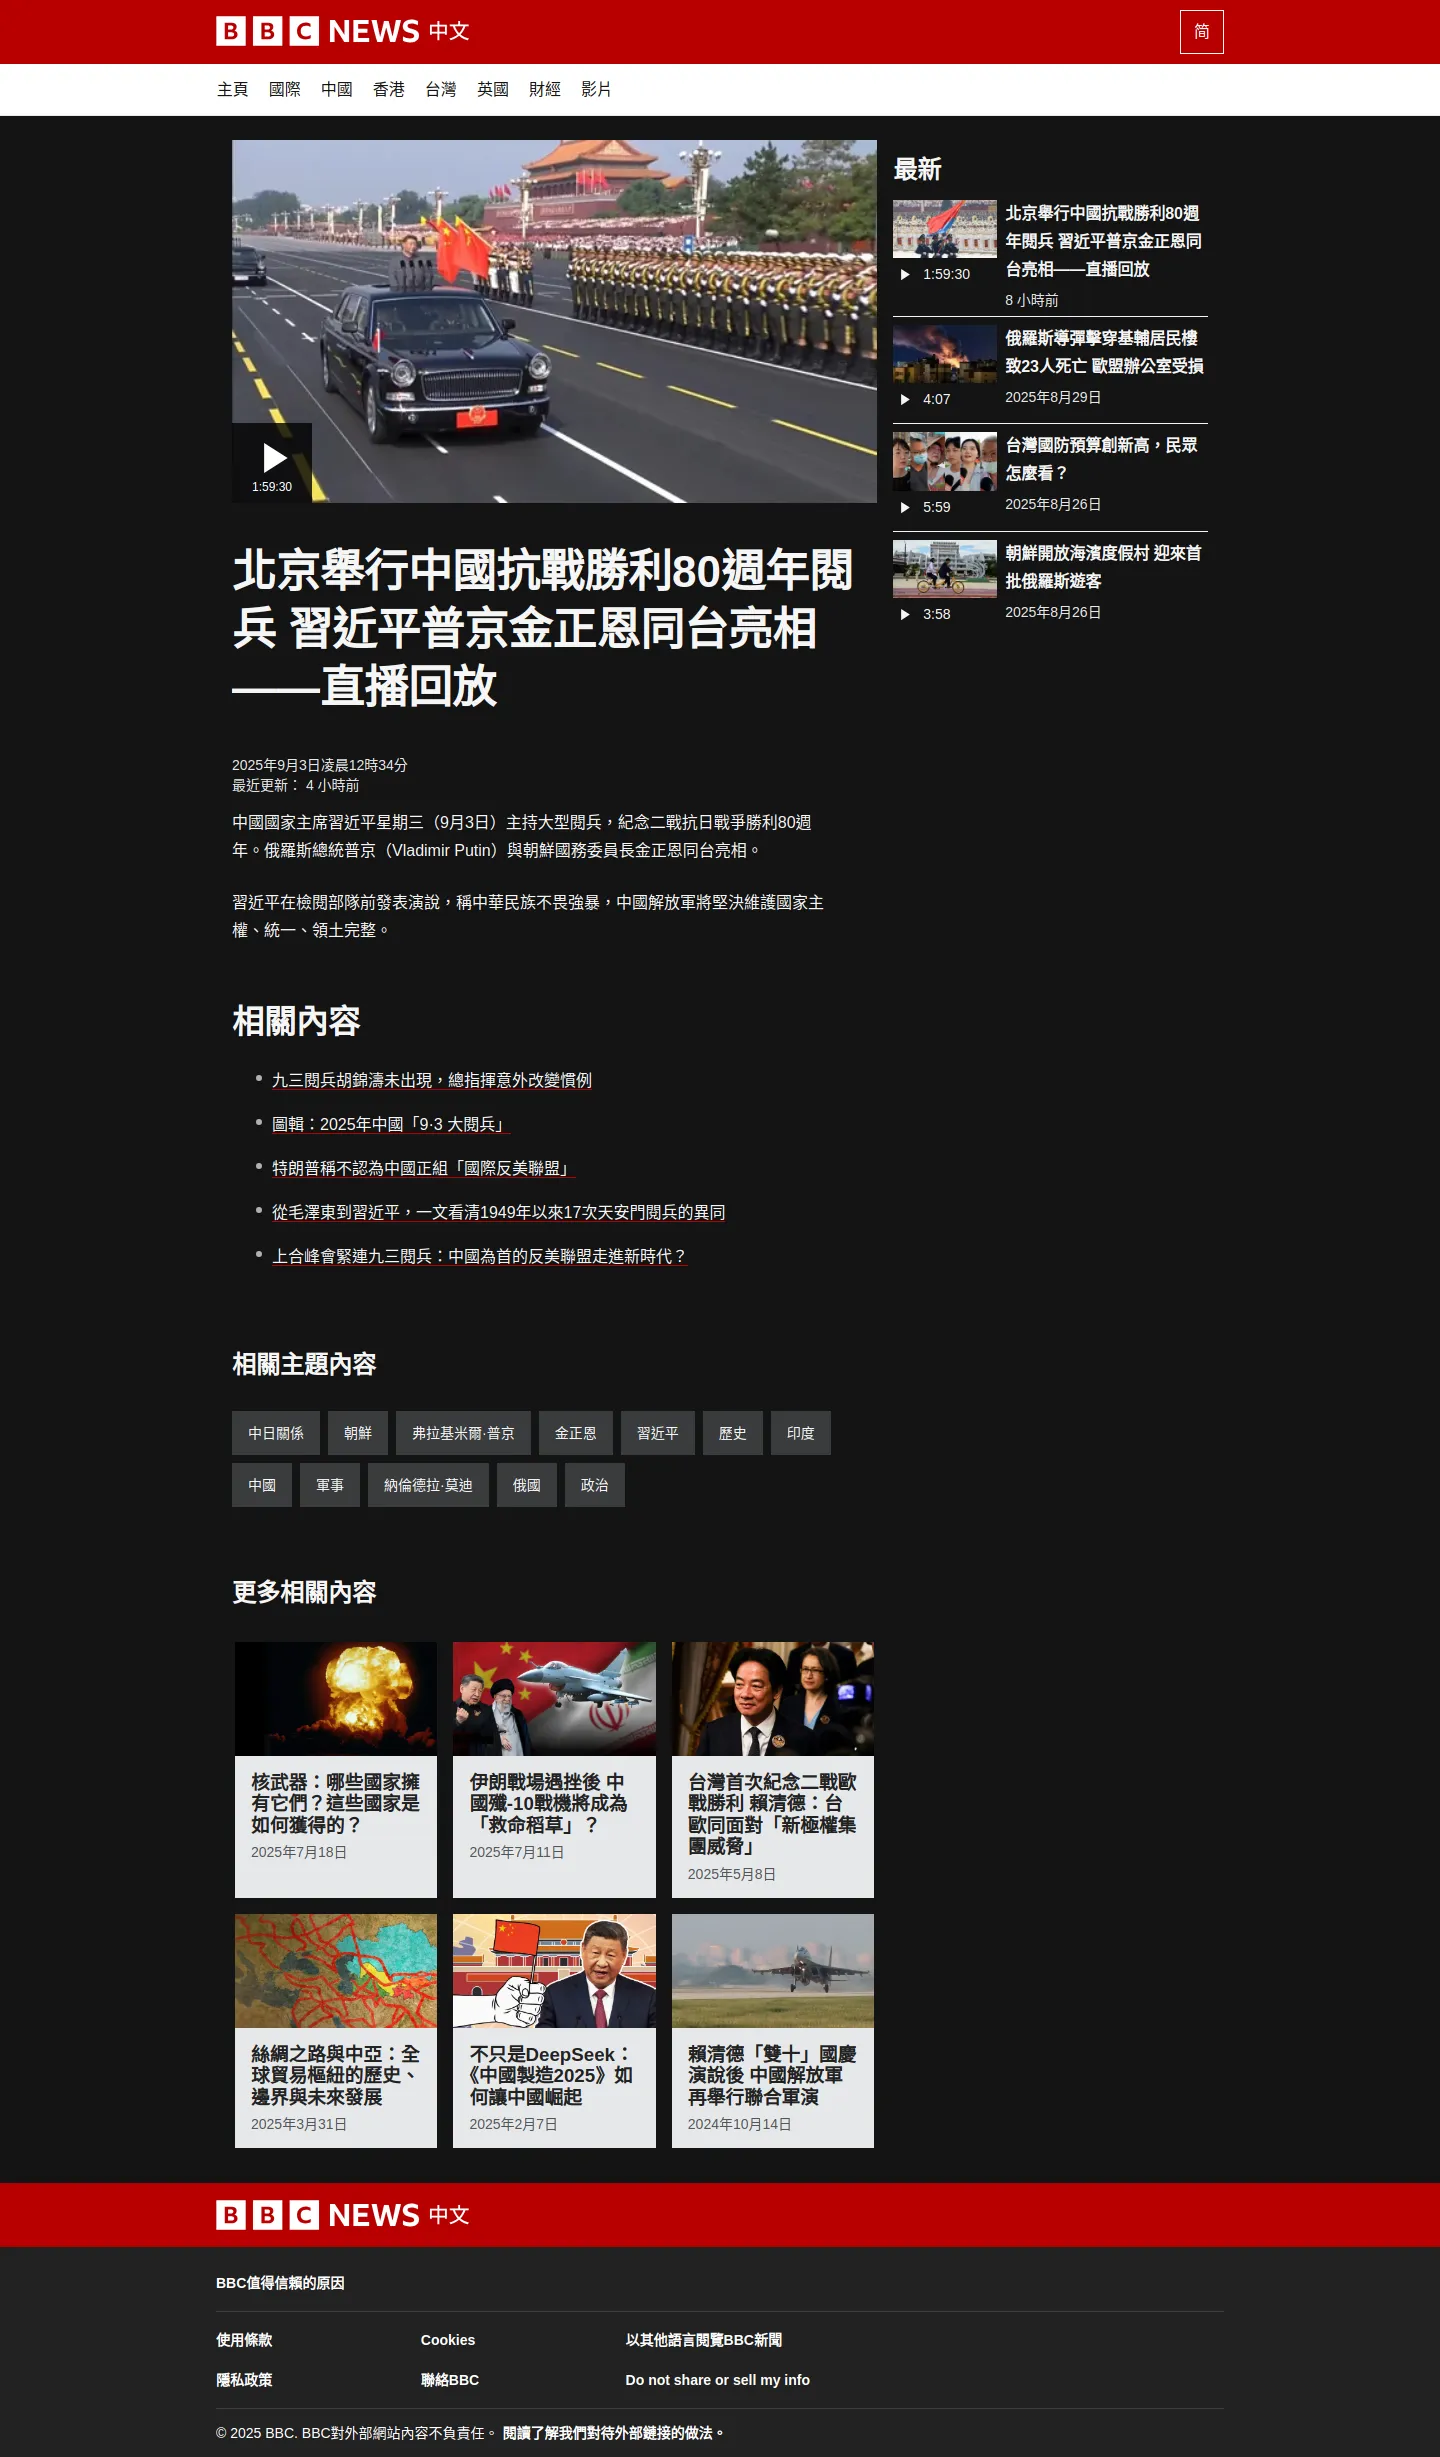 BBC NEWS 中文
简
主頁 國際 中國 香港 台灣 英國 財經 影片
1:59:30
北京舉行中國抗戰勝利80週年閱
兵 習近平普京金正恩同台亮相
——直播回放
2025年9月3日凌晨12時34分
最近更新： 4 小時前
中國國家主席習近平星期三（9月3日）主持大型閱兵，紀念二戰抗日戰爭勝利80週
年。俄羅斯總統普京（Vladimir Putin）與朝鮮國務委員長金正恩同台亮相。
習近平在檢閱部隊前發表演說，稱中華民族不畏強暴，中國解放軍將堅決維護國家主
權、統一、領土完整。
最新
北京舉行中國抗戰勝利80週
年閱兵 習近平普京金正恩同
台亮相——直播回放
1:59:30
8 小時前
俄羅斯導彈擊穿基輔居民樓
致23人死亡 歐盟辦公室受損
4:07
2025年8月29日
台灣國防預算創新高，民眾
怎麼看？
5:59
2025年8月26日
朝鮮開放海濱度假村 迎來首
批俄羅斯遊客
3:58
2025年8月26日
相關內容
九三閱兵胡錦濤未出現，總指揮意外改變慣例
圖輯：2025年中國「9·3 大閱兵」
特朗普稱不認為中國正組「國際反美聯盟」
從毛澤東到習近平，一文看清1949年以來17次天安門閱兵的異同
上合峰會緊連九三閱兵：中國為首的反美聯盟走進新時代？
相關主題內容
中日關係 朝鮮 弗拉基米爾·普京 金正恩 習近平 歷史 印度
中國 軍事 納倫德拉·莫迪 俄國 政治
更多相關內容
核武器：哪些國家擁
有它們？這些國家是
如何獲得的？
2025年7月18日
伊朗戰場遇挫後 中
國殲-10戰機將成為
「救命稻草」？
2025年7月11日
台灣首次紀念二戰歐
戰勝利 賴清德：台
歐同面對「新極權集
團威脅」
2025年5月8日
絲綢之路與中亞：全
球貿易樞紐的歷史、
邊界與未來發展
2025年3月31日
不只是DeepSeek：
《中國製造2025》如
何讓中國崛起
2025年2月7日
賴清德「雙十」國慶
演說後 中國解放軍
再舉行聯合軍演
2024年10月14日
BBC NEWS 中文
BBC值得信賴的原因
使用條款 Cookies 以其他語言閱覽BBC新聞
隱私政策 聯絡BBC Do not share or sell my info
© 2025 BBC. BBC對外部網站內容不負責任。 閱讀了解我們對待外部鏈接的做法。